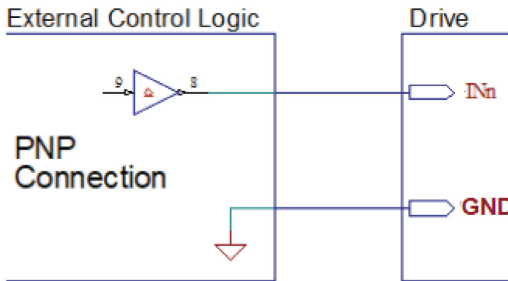 External Control Logic
Drive
9
8
INn
PNP
Connection
GND